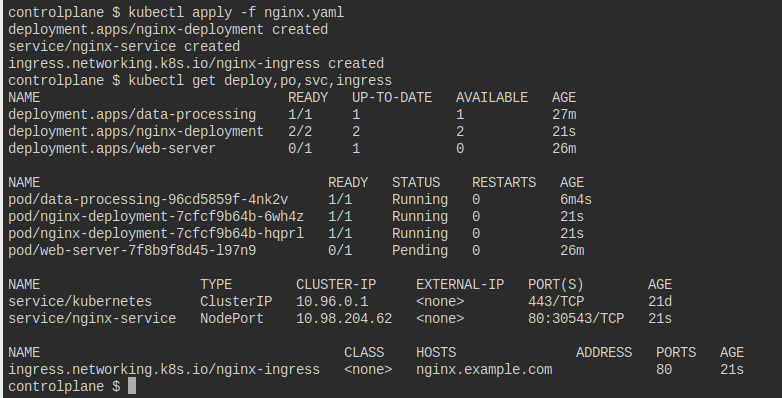 controlplane $ kubectl apply -f nginx.yaml
deployment.apps/nginx-deployment created
service/nginx-service created
ingress.networking.k8s.io/nginx-ingress created
controlplane $ kubectl get deploy,po,svc,ingress
NAME                               READY   UP-TO-DATE   AVAILABLE   AGE
deployment.apps/data-processing    1/1     1            1           27m
deployment.apps/nginx-deployment   2/2     2            2           21s
deployment.apps/web-server         0/1     1            0           26m

NAME                                    READY   STATUS    RESTARTS   AGE
pod/data-processing-96cd5859f-4nk2v     1/1     Running   0          6m4s
pod/nginx-deployment-7cfcf9b64b-6wh4z   1/1     Running   0          21s
pod/nginx-deployment-7cfcf9b64b-hqprl   1/1     Running   0          21s
pod/web-server-7f8b9f8d45-l97n9         0/1     Pending   0          26m

NAME                    TYPE        CLUSTER-IP     EXTERNAL-IP   PORT(S)        AGE
service/kubernetes      ClusterIP   10.96.0.1      <none>        443/TCP        21d
service/nginx-service   NodePort    10.98.204.62   <none>        80:30543/TCP   21s

NAME                                      CLASS    HOSTS               ADDRESS   PORTS   AGE
ingress.networking.k8s.io/nginx-ingress   <none>   nginx.example.com             80      21s
controlplane $